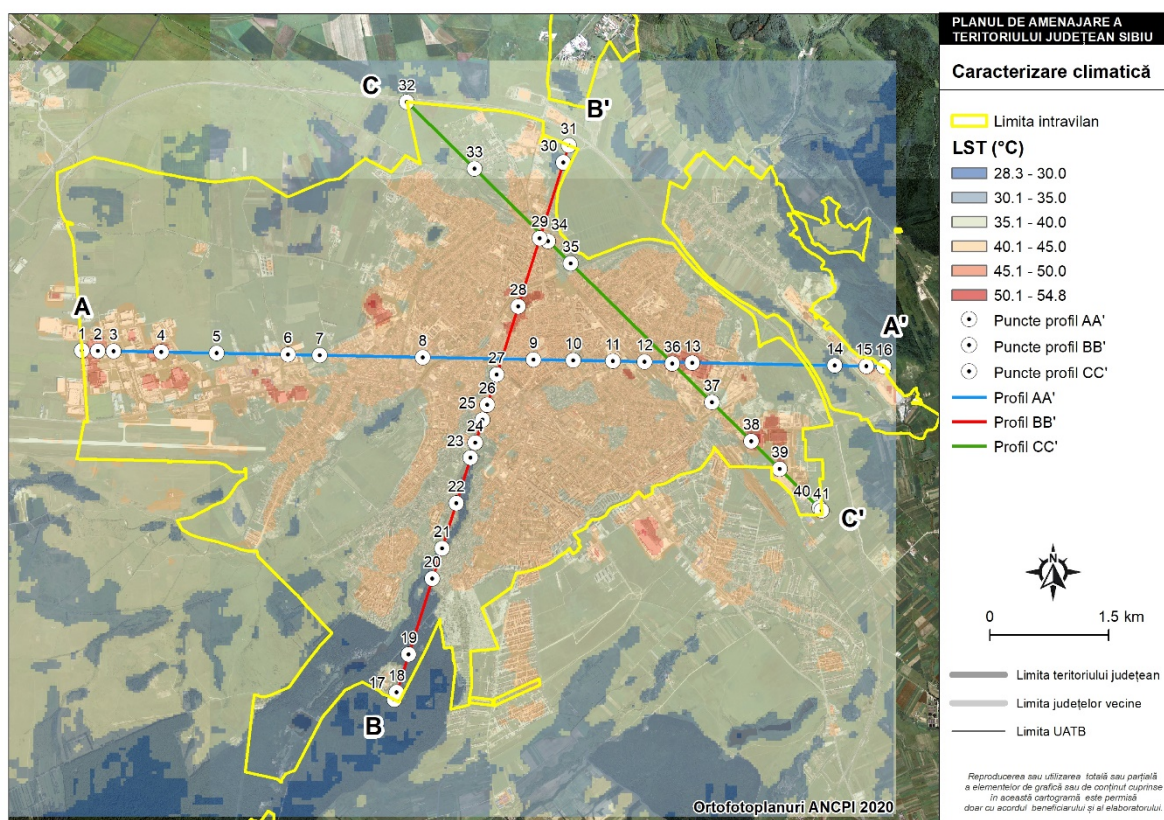 PLANUL DE AMENAJARE A
TERITORIULUI JUDEȚEAN SIBIU
Caracterizare climatică
Limita intravilan
LST (°C)
28.3 - 30.0
30.1 - 35.0
35.1 - 40.0
40.1 - 45.0
45.1 - 50.0
50.1 - 54.8
Puncte profil AA'
Puncte profil BB'
Puncte profil CC'
Profil AA'
Profil BB'
Profil CC'
N
0 1.5 km
Limita teritoriului județean
Limita județelor vecine
Limita UATB
Reproducerea sau utilizarea totală sau parțială
a elementelor de grafică sau de conținut cuprinse
în această cartogramă este permisă
doar cu acordul beneficiarului și al elaboratorului.
C 32
B'
31
30
33
29 34
35
28
A A'
1 2 3 4 5 6 7 8 9 10 11 12 36 13 14 15 16
27
26
25
24
23
22
21
20
19
18
17
B
37
38
39
40 41
C'
Ortofotoplanuri ANCPI 2020